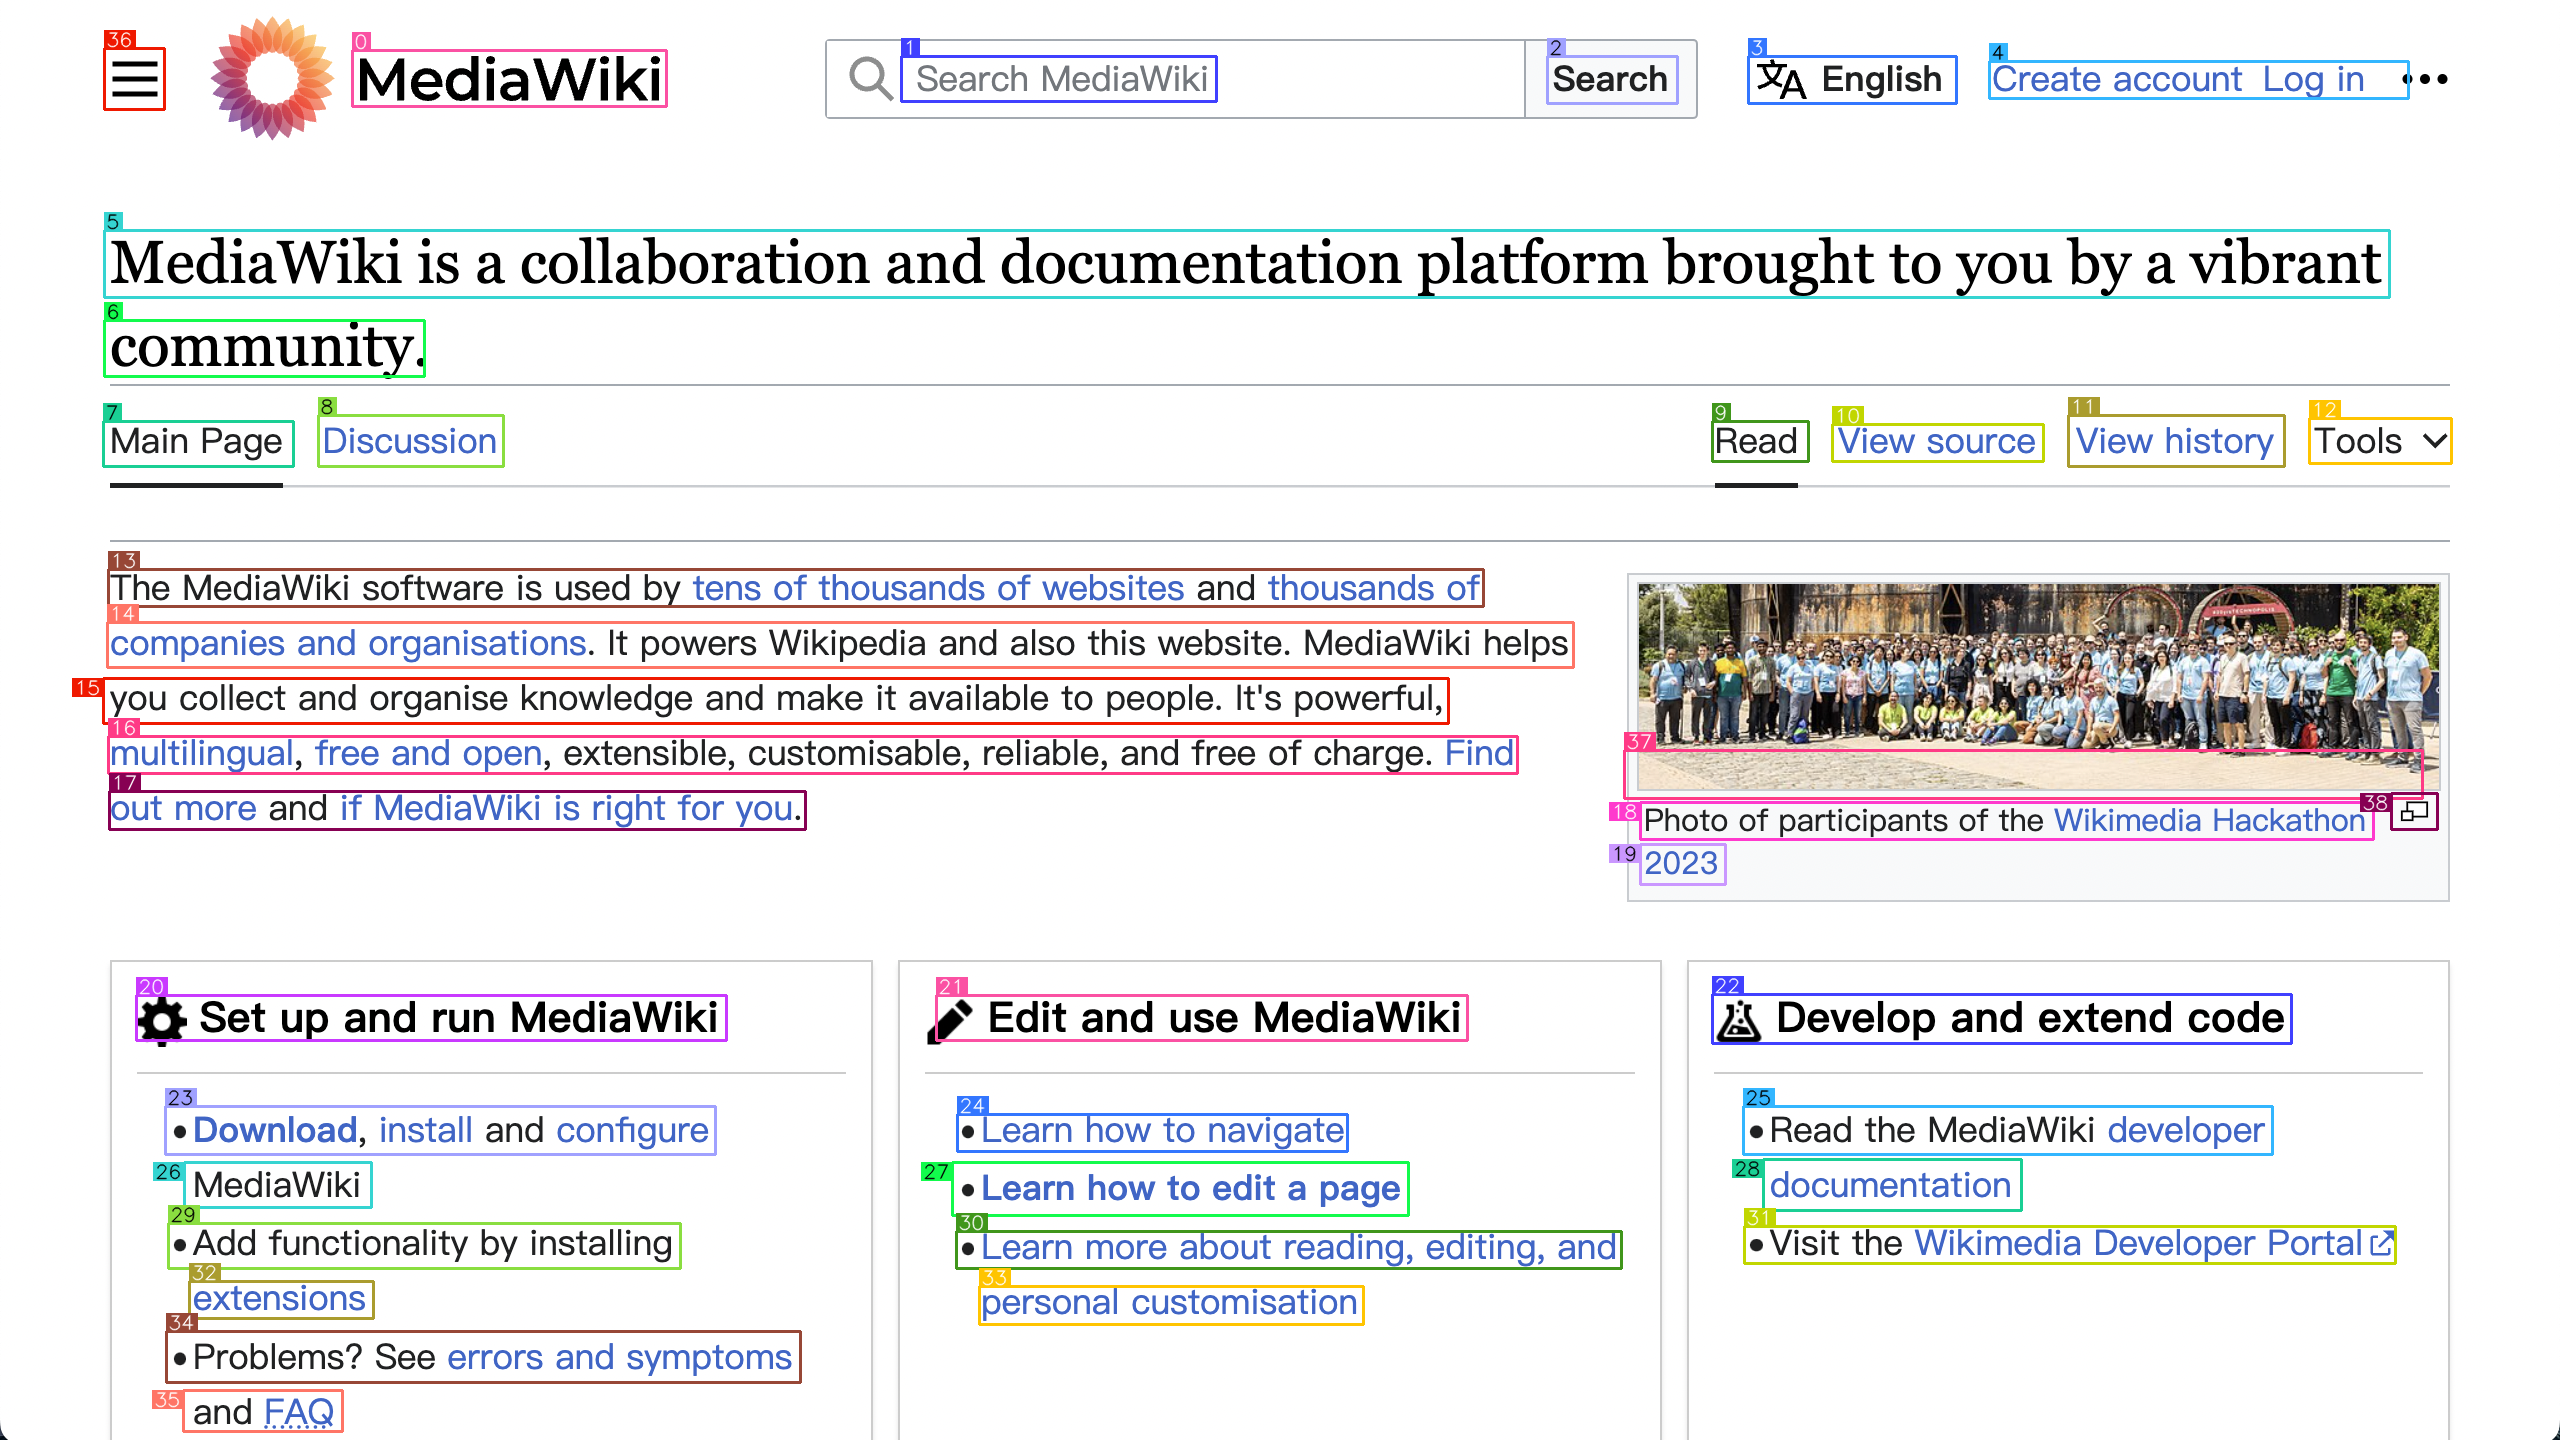 36
0
MediaWiki
1
Search MediaWiki
2
Search
3
文A English
4
Create account Log in
5
MediaWiki is a collaboration and documentation platform brought to you by a vibrant
6
community.
7
Main Page
8
Discussion
9
Read
10
View source
11
View history
12
Tools
13
The MediaWiki software is used by tens of thousands of websites and thousands of
14
companies and organisations. It powers Wikipedia and also this website. MediaWiki helps
15
you collect and organise knowledge and make it available to people. It's powerful,
16
multilingual, free and open, extensible, customisable, reliable, and free of charge. Find
17
out more and if MediaWiki is right for you.
37
18
Photo of participants of the Wikimedia Hackathon
38
19
2023
20
Set up and run MediaWiki
23
• Download, install and configure
26
MediaWiki
29
• Add functionality by installing
32
extensions
34
• Problems? See errors and symptoms
35
and FAQ
21
Edit and use MediaWiki
24
• Learn how to navigate
27
• Learn how to edit a page
30
• Learn more about reading, editing, and
33
personal customisation
22
Develop and extend code
25
• Read the MediaWiki developer
28
documentation
31
• Visit the Wikimedia Developer Portal